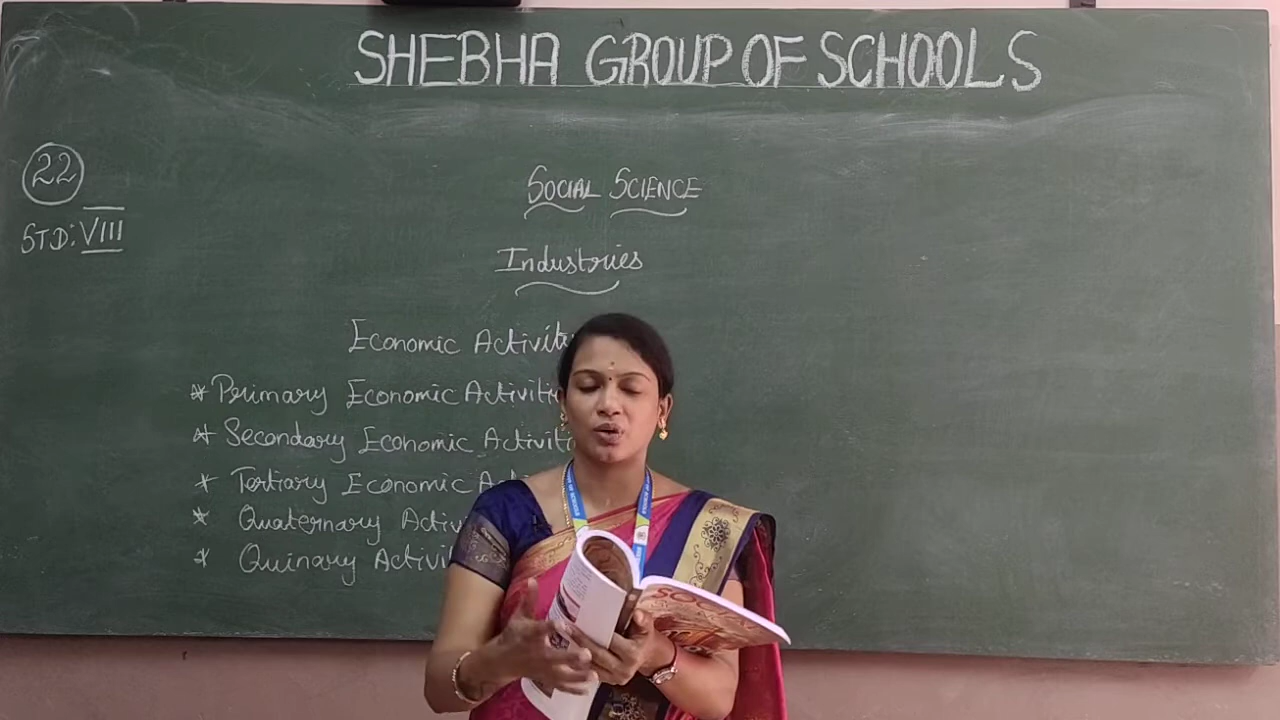 SHEBHA GROUP OF SCHOOLS
22
STD: VIII
SOCIAL SCIENCE
Industries
Economic
* Primary Economic
* Secondary Economic
* Tertiary Economic
* Quaternary
* Quinary